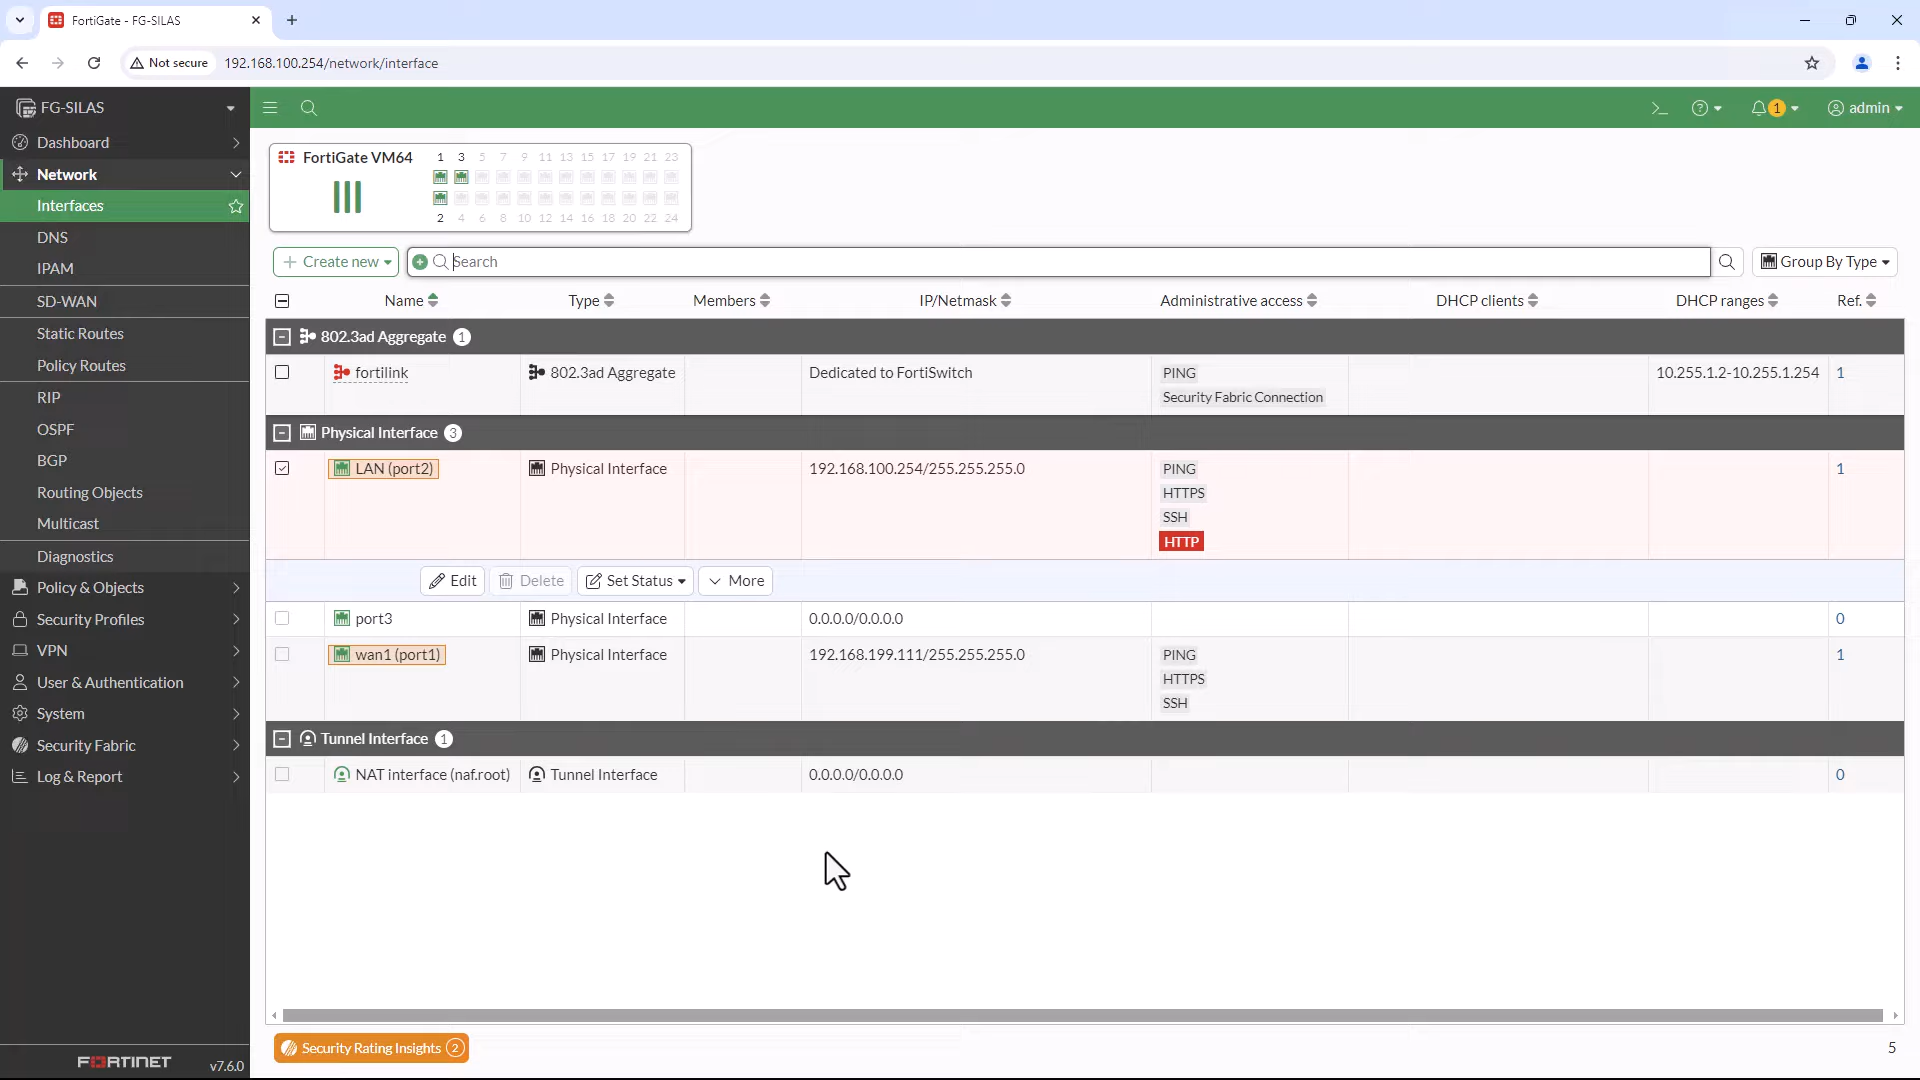 FortiGate - FG-SILAS
Not secure 192.168.100.254/network/interface
FG-SILAS
1
admin
Dashboard
Network
Interfaces
DNS
IPAM
SD-WAN
Static Routes
Policy Routes
RIP
OSPF
BGP
Routing Objects
Multicast
Diagnostics
Policy & Objects
Security Profiles
VPN
User & Authentication
System
Security Fabric
Log & Report
FORTINET v7.6.0
FortiGate VM64
1 3 5 7 9 11 13 15 17 19 21 23
2 4 6 8 10 12 14 16 18 20 22 24
Create new Search Group By Type
Name Type Members IP/Netmask Administrative access DHCP clients DHCP ranges Ref.
802.3ad Aggregate 1
fortilink 802.3ad Aggregate Dedicated to FortiSwitch PING 10.255.1.2-10.255.1.254 1
Security Fabric Connection
Physical Interface 3
LAN (port2) Physical Interface 192.168.100.254/255.255.255.0 PING 1
HTTPS
SSH
HTTP
Edit Delete Set Status More
port3 Physical Interface 0.0.0.0/0.0.0.0 0
wan1 (port1) Physical Interface 192.168.199.111/255.255.255.0 PING 1
HTTPS
SSH
Tunnel Interface 1
NAT interface (naf.root) Tunnel Interface 0.0.0.0/0.0.0.0 0
Security Rating Insights 2
5